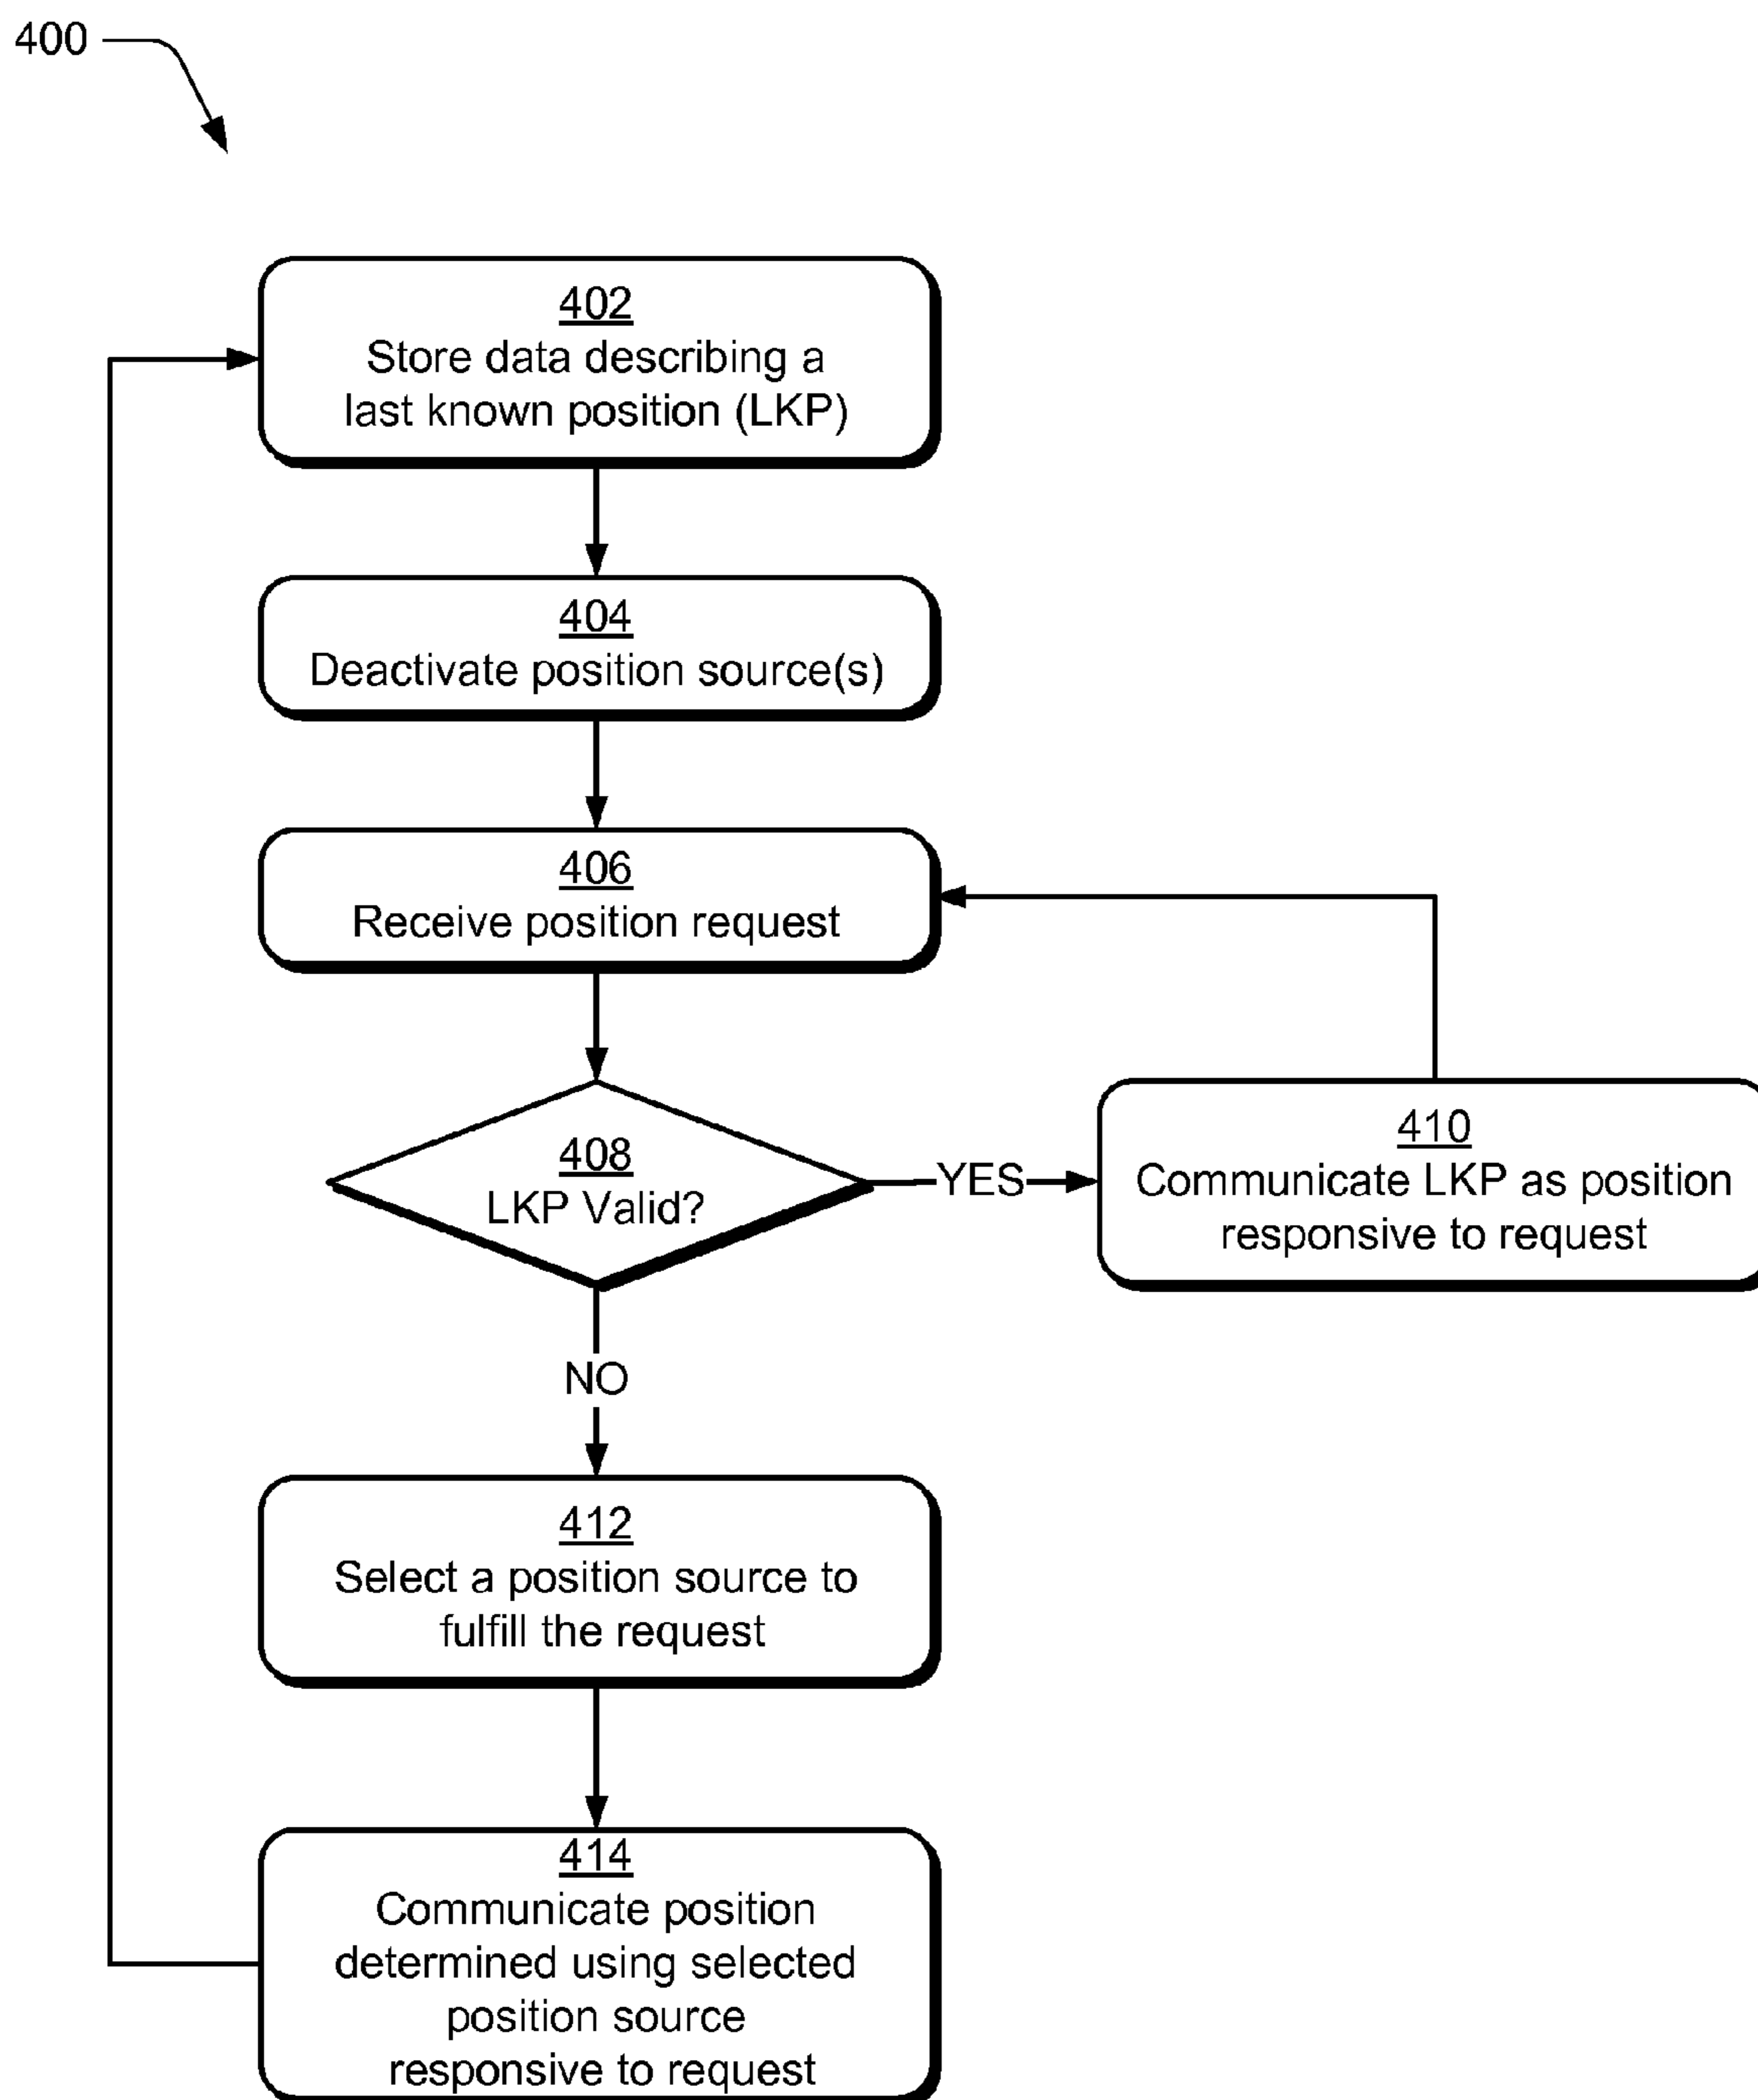 400
402
Store data describing a
last known position (LKP)
404
Deactivate position source(s)
406
Receive position request
408
LKP Valid?
YES
410
Communicate LKP as position
responsive to request
NO
412
Select a position source to
fulfill the request
414
Communicate position
determined using selected
position source
responsive to request